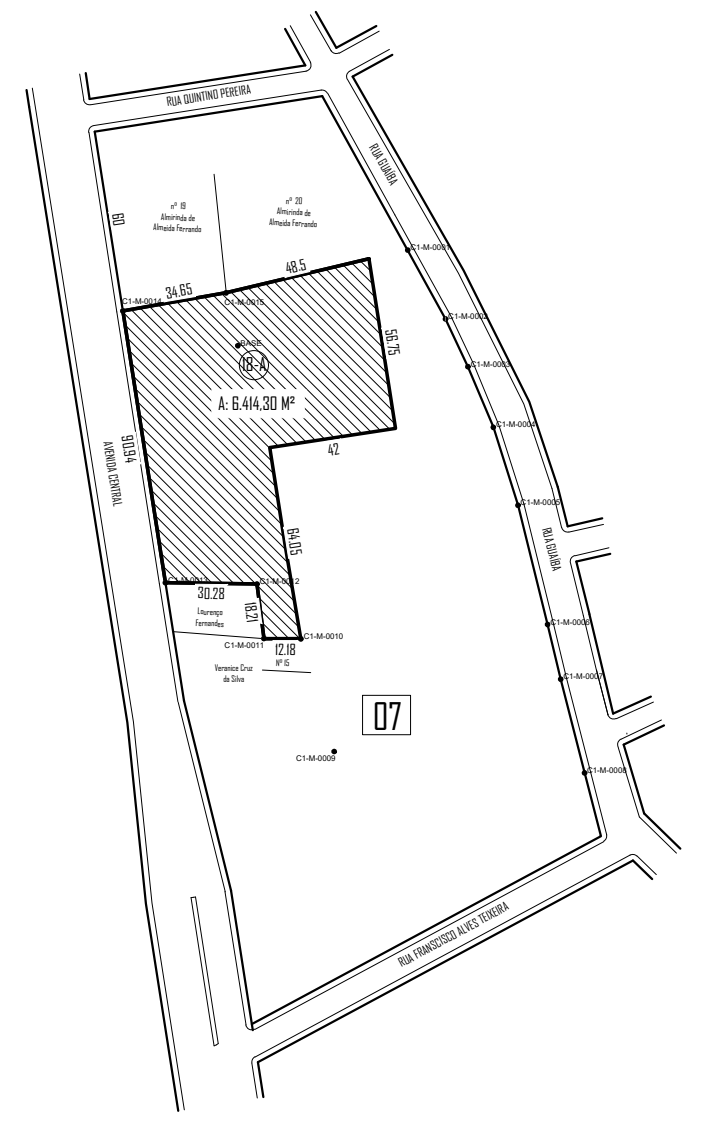 RUA QUINTINO PEREIRA
RUA GUAÍBA
60
nº 19
Almirinda de
Almeida Ferrando
nº 20
Almirinda de
Almeida Ferrando
C1-M-0001
48.5
34.65
C1-M-0014
C1-M-0015
C1-M-0002
BASE
56.75
18-A
C1-M-0003
A: 6.414,30 M²
C1-M-0004
42
90.94
AVENIDA CENTRAL
C1-M-0005
64.05
RUA GUAÍBA
C1-M-0013
C1-M-0012
30.28
18.21
Lourenço
Fernandes
C1-M-0006
C1-M-0011
C1-M-0010
12.18
Nº 15
Veranice Cruz
da Silva
C1-M-0007
07
C1-M-0009
C1-M-0008
RUA FRANSCISCO ALVES TEIXEIRA